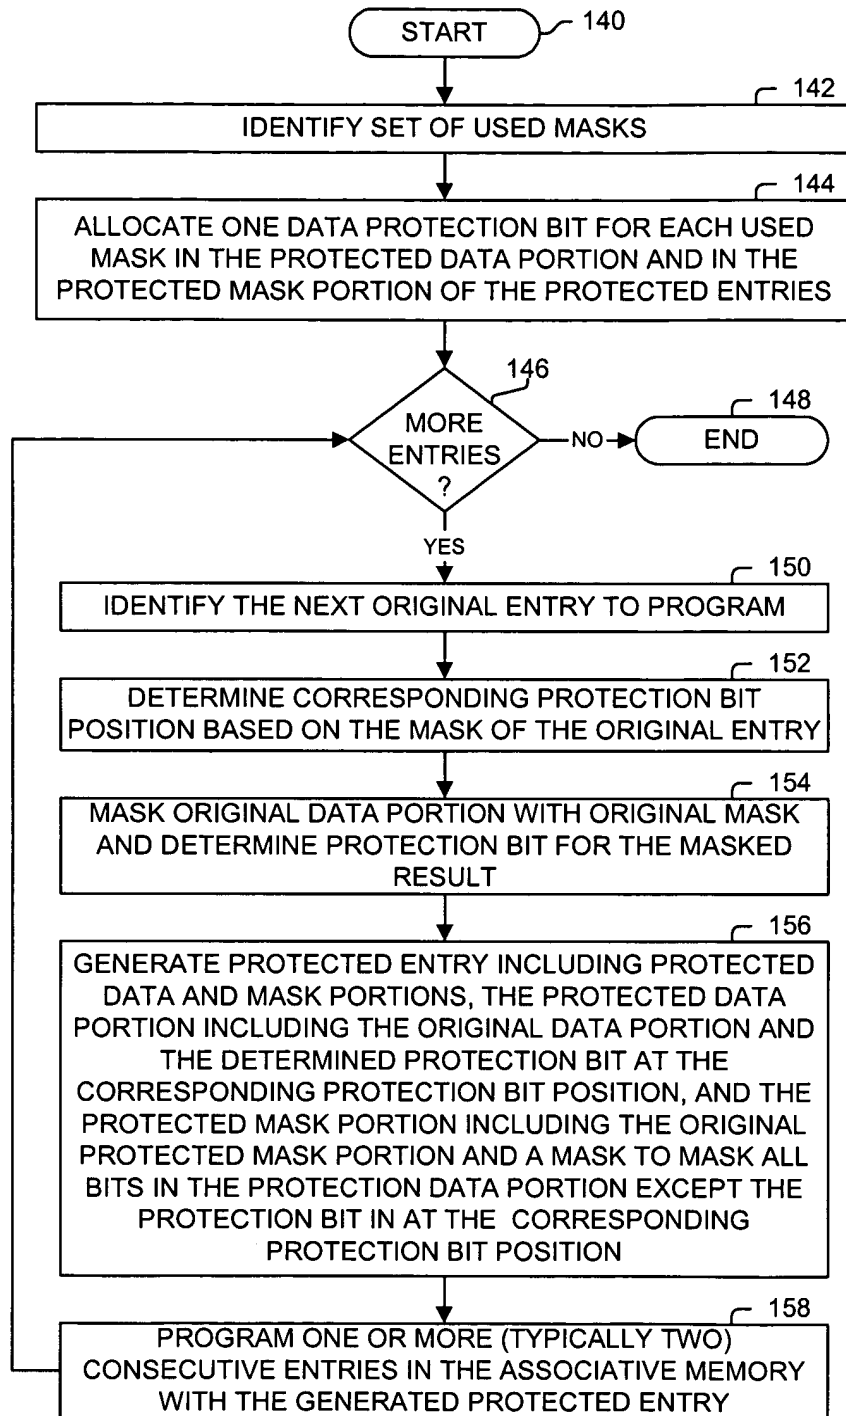 START
140
142
IDENTIFY SET OF USED MASKS
144
ALLOCATE ONE DATA PROTECTION BIT FOR EACH USED
MASK IN THE PROTECTED DATA PORTION AND IN THE
PROTECTED MASK PORTION OF THE PROTECTED ENTRIES
146
MORE
ENTRIES
?
NO
148
END
YES
150
IDENTIFY THE NEXT ORIGINAL ENTRY TO PROGRAM
152
DETERMINE CORRESPONDING PROTECTION BIT
POSITION BASED ON THE MASK OF THE ORIGINAL ENTRY
154
MASK ORIGINAL DATA PORTION WITH ORIGINAL MASK
AND DETERMINE PROTECTION BIT FOR THE MASKED
RESULT
156
GENERATE PROTECTED ENTRY INCLUDING PROTECTED
DATA AND MASK PORTIONS, THE PROTECTED DATA
PORTION INCLUDING THE ORIGINAL DATA PORTION AND
THE DETERMINED PROTECTION BIT AT THE
CORRESPONDING PROTECTION BIT POSITION, AND THE
PROTECTED MASK PORTION INCLUDING THE ORIGINAL
PROTECTED MASK PORTION AND A MASK TO MASK ALL
BITS IN THE PROTECTION DATA PORTION EXCEPT THE
PROTECTION BIT IN AT THE CORRESPONDING
PROTECTION BIT POSITION
158
PROGRAM ONE OR MORE (TYPICALLY TWO)
CONSECUTIVE ENTRIES IN THE ASSOCIATIVE MEMORY
WITH THE GENERATED PROTECTED ENTRY